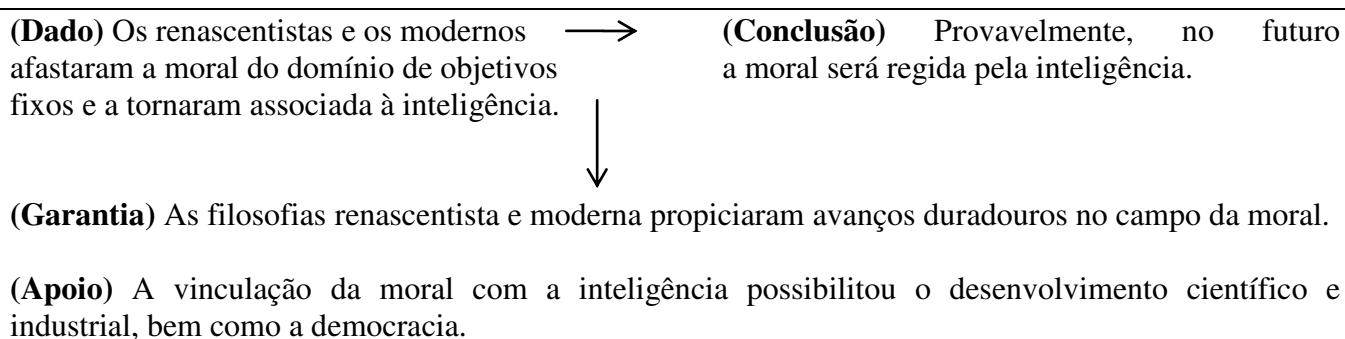 (Dado) Os renascentistas e os modernos
afastaram a moral do domínio de objetivos
fixos e a tornaram associada à inteligência.
(Conclusão) Provavelmente, no futuro
a moral será regida pela inteligência.
(Garantia) As filosofias renascentista e moderna propiciaram avanços duradouros no campo da moral.
(Apoio) A vinculação da moral com a inteligência possibilitou o desenvolvimento científico e
industrial, bem como a democracia.